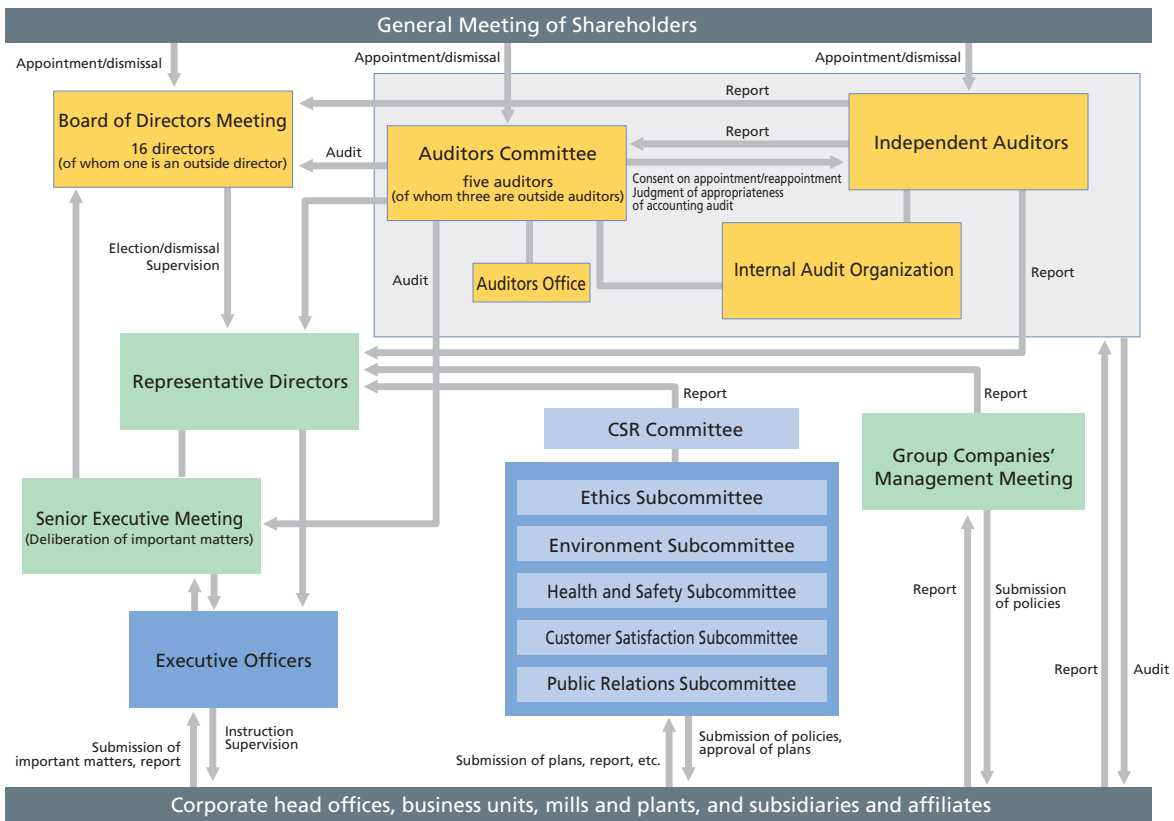 General Meeting of Shareholders
Appointment/dismissal
Appointment/dismissal
Appointment/dismissal
Board of Directors Meeting
16 directors
(of whom one is an outside director)
Report
Audit
Auditors Committee
five auditors
(of whom three are outside auditors)
Report
Consent on appointment/reappointment
Judgment of appropriateness
of accounting audit
Independent Auditors
Election/dismissal
Supervision
Audit
Auditors Office
Internal Audit Organization
Report
Representative Directors
Report
CSR Committee
Report
Group Companies’
Management Meeting
Senior Executive Meeting
(Deliberation of important matters)
Ethics Subcommittee
Environment Subcommittee
Health and Safety Subcommittee
Customer Satisfaction Subcommittee
Public Relations Subcommittee
Report
Submission
of policies
Executive Officers
Report
Audit
Submission of
important matters, report
Instruction
Supervision
Submission of plans, report, etc.
Submission of policies,
approval of plans
Corporate head offices, business units, mills and plants, and subsidiaries and affiliates